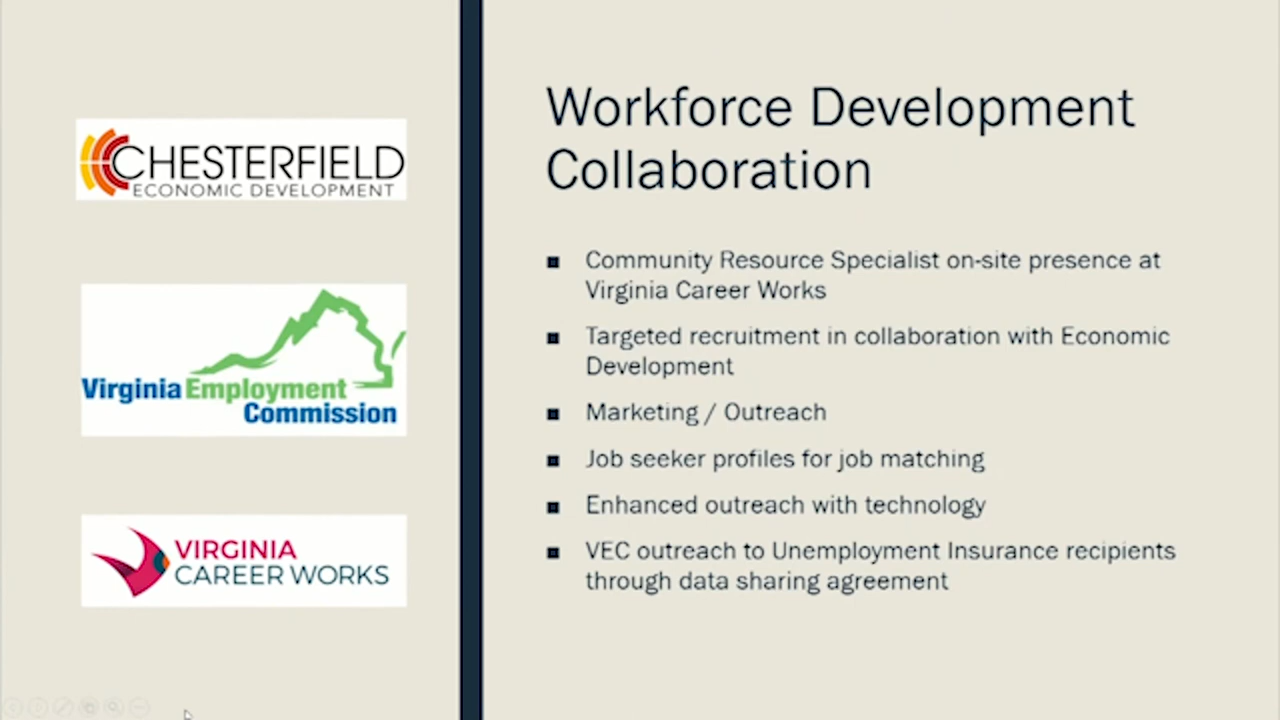 CHESTERFIELD
ECONOMIC DEVELOPMENT
Virginia Employment
Commission
VIRGINIA
CAREER WORKS
Workforce Development
Collaboration
Community Resource Specialist on-site presence at
Virginia Career Works
Targeted recruitment in collaboration with Economic
Development
Marketing / Outreach
Job seeker profiles for job matching
Enhanced outreach with technology
VEC outreach to Unemployment Insurance recipients
through data sharing agreement